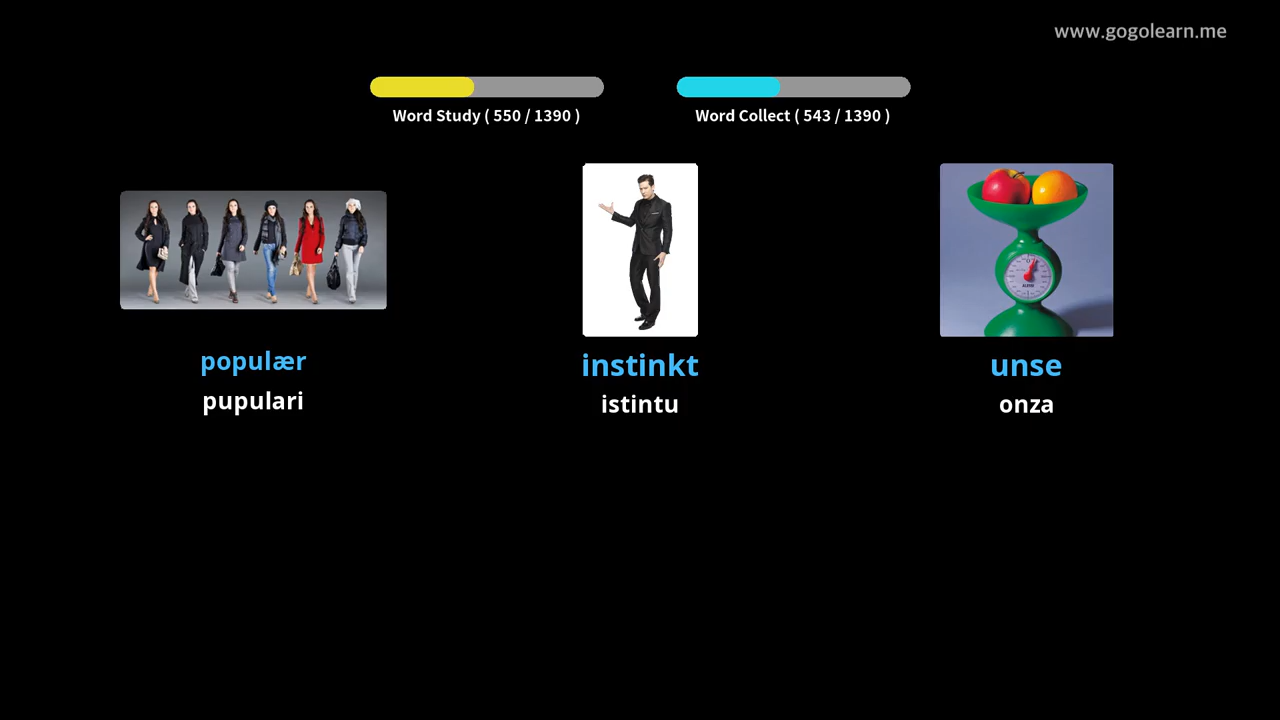 www.gogolearn.me
Word Study ( 550 / 1390 )
Word Collect ( 543 / 1390 )
populær
pupulari
instinkt
istintu
unse
onza